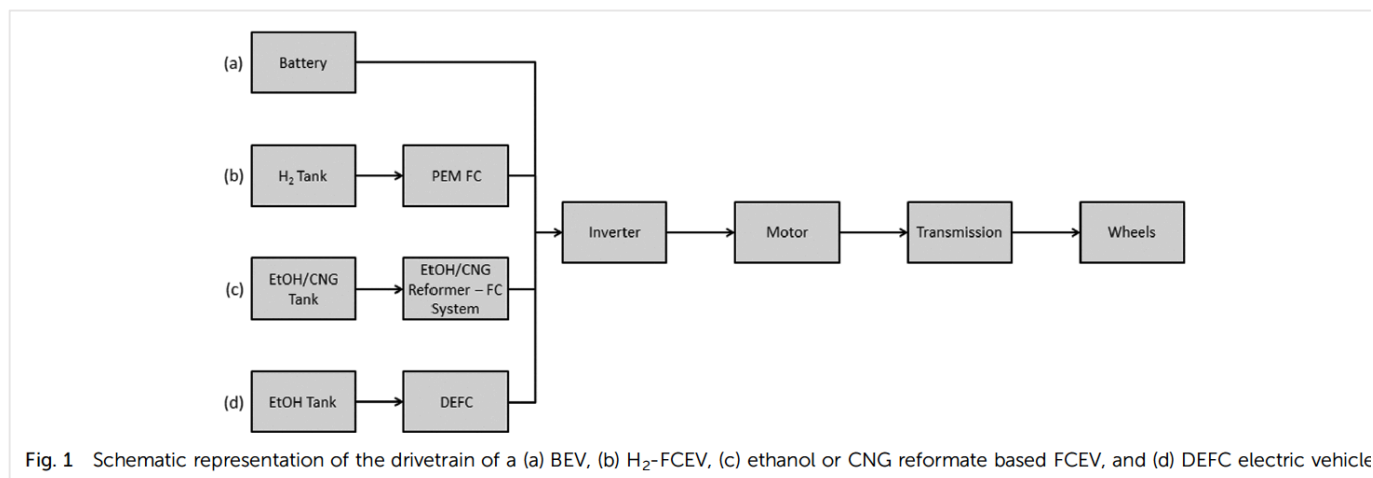 (a) Battery
(b) H₂ Tank PEM FC
Inverter Motor Transmission Wheels
(c) EtOH/CNG Tank EtOH/CNG Reformer – FC System
(d) EtOH Tank DEFC
Fig. 1 Schematic representation of the drivetrain of a (a) BEV, (b) H₂-FCEV, (c) ethanol or CNG reformate based FCEV, and (d) DEFC electric vehicle